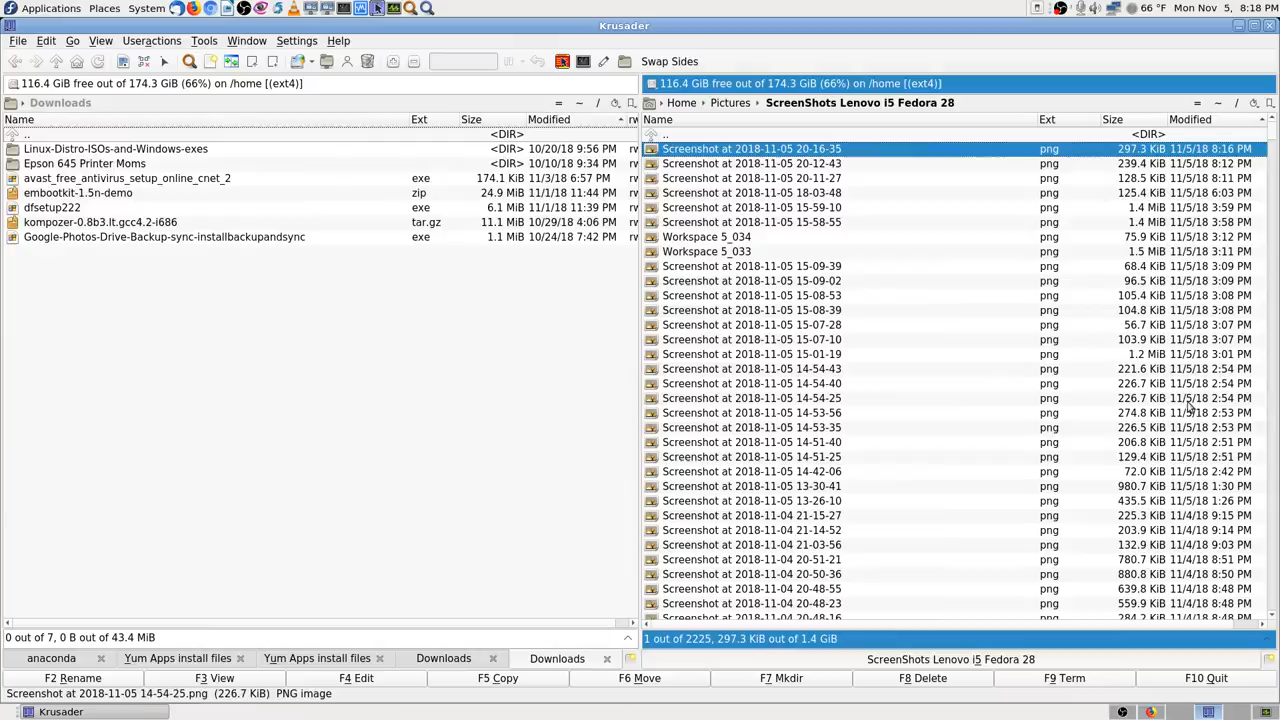 Applications Places System 66 °F Mon Nov 5, 8:18 PM
Krusader
File Edit Go View Useractions Tools Window Settings Help
Swap Sides
116.4 GiB free out of 174.3 GiB (66%) on /home [(ext4)]
Downloads = ~ /
Name Ext Size Modified rw
.. <DIR>
Linux-Distro-ISOs-and-Windows-exes <DIR> 10/20/18 9:56 PM rw
Epson 645 Printer Moms <DIR> 10/10/18 9:34 PM rw
avast_free_antivirus_setup_online_cnet_2 exe 174.1 KiB 11/3/18 6:57 PM rw
embootkit-1.5n-demo zip 24.9 MiB 11/1/18 11:44 PM rw
dfsetup222 exe 6.1 MiB 11/1/18 11:39 PM rw
kompozer-0.8b3.lt.gcc4.2-i686 tar.gz 11.1 MiB 10/29/18 4:06 PM rw
Google-Photos-Drive-Backup-sync-installbackupandsync exe 1.1 MiB 10/24/18 7:42 PM rw
0 out of 7, 0 B out of 43.4 MiB
anaconda Yum Apps install files Yum Apps install files Downloads Downloads
116.4 GiB free out of 174.3 GiB (66%) on /home [(ext4)]
Home Pictures ScreenShots Lenovo i5 Fedora 28 = ~ /
Name Ext Size Modified
.. <DIR>
Screenshot at 2018-11-05 20-16-35 png 297.3 KiB 11/5/18 8:16 PM
Screenshot at 2018-11-05 20-12-43 png 239.4 KiB 11/5/18 8:12 PM
Screenshot at 2018-11-05 20-11-27 png 128.5 KiB 11/5/18 8:11 PM
Screenshot at 2018-11-05 18-03-48 png 125.4 KiB 11/5/18 6:03 PM
Screenshot at 2018-11-05 15-59-10 png 1.4 MiB 11/5/18 3:59 PM
Screenshot at 2018-11-05 15-58-55 png 1.4 MiB 11/5/18 3:58 PM
Workspace 5_034 png 75.9 KiB 11/5/18 3:12 PM
Workspace 5_033 png 1.5 MiB 11/5/18 3:11 PM
Screenshot at 2018-11-05 15-09-39 png 68.4 KiB 11/5/18 3:09 PM
Screenshot at 2018-11-05 15-09-02 png 96.5 KiB 11/5/18 3:09 PM
Screenshot at 2018-11-05 15-08-53 png 105.4 KiB 11/5/18 3:08 PM
Screenshot at 2018-11-05 15-08-39 png 104.8 KiB 11/5/18 3:08 PM
Screenshot at 2018-11-05 15-07-28 png 56.7 KiB 11/5/18 3:07 PM
Screenshot at 2018-11-05 15-07-10 png 103.9 KiB 11/5/18 3:07 PM
Screenshot at 2018-11-05 15-01-19 png 1.2 MiB 11/5/18 3:01 PM
Screenshot at 2018-11-05 14-54-43 png 221.6 KiB 11/5/18 2:54 PM
Screenshot at 2018-11-05 14-54-40 png 226.7 KiB 11/5/18 2:54 PM
Screenshot at 2018-11-05 14-54-25 png 226.7 KiB 11/5/18 2:54 PM
Screenshot at 2018-11-05 14-53-56 png 274.8 KiB 11/5/18 2:53 PM
Screenshot at 2018-11-05 14-53-35 png 226.5 KiB 11/5/18 2:53 PM
Screenshot at 2018-11-05 14-51-40 png 206.8 KiB 11/5/18 2:51 PM
Screenshot at 2018-11-05 14-51-25 png 129.4 KiB 11/5/18 2:51 PM
Screenshot at 2018-11-05 14-42-06 png 72.0 KiB 11/5/18 2:42 PM
Screenshot at 2018-11-05 13-30-41 png 980.7 KiB 11/5/18 1:30 PM
Screenshot at 2018-11-05 13-26-10 png 435.5 KiB 11/5/18 1:26 PM
Screenshot at 2018-11-04 21-15-27 png 225.3 KiB 11/4/18 9:15 PM
Screenshot at 2018-11-04 21-14-52 png 203.9 KiB 11/4/18 9:14 PM
Screenshot at 2018-11-04 21-03-56 png 132.9 KiB 11/4/18 9:03 PM
Screenshot at 2018-11-04 20-51-21 png 780.7 KiB 11/4/18 8:51 PM
Screenshot at 2018-11-04 20-50-36 png 880.8 KiB 11/4/18 8:50 PM
Screenshot at 2018-11-04 20-48-55 png 639.8 KiB 11/4/18 8:48 PM
Screenshot at 2018-11-04 20-48-23 png 559.9 KiB 11/4/18 8:48 PM
Screenshot at 2018-11-04 20-48-16 png 284.2 KiB 11/4/18 8:48 PM
1 out of 2225, 297.3 KiB out of 1.4 GiB
ScreenShots Lenovo i5 Fedora 28
F2 Rename F3 View F4 Edit F5 Copy F6 Move F7 Mkdir F8 Delete F9 Term F10 Quit
Screenshot at 2018-11-05 14-54-25.png (226.7 KiB) PNG image
Krusader